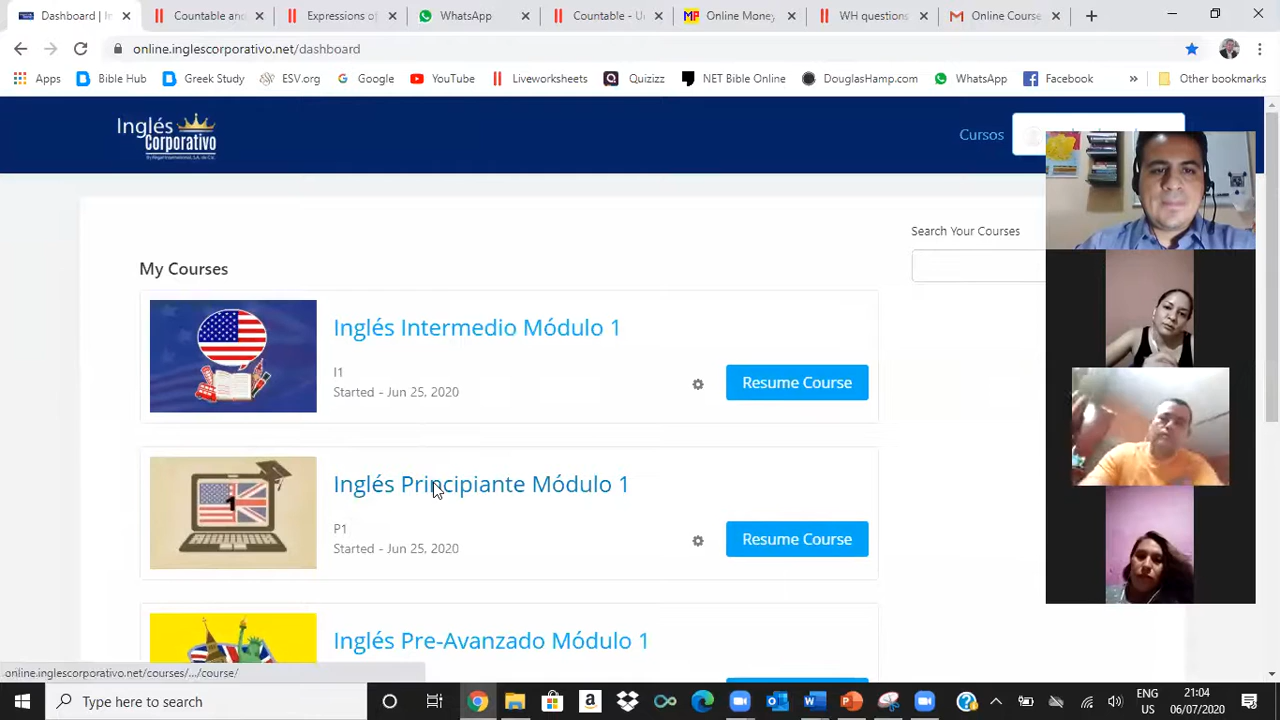 Dashboard | In
Countable and
Expressions of
WhatsApp
Countable - U
MP
Online Money
WH questions
Online Course
online.inglescorporativo.net/dashboard
Apps
Bible Hub
Greek Study
ESV.org
Google
YouTube
Liveworksheets
Quizizz
NET Bible Online
DouglasHamp.com
WhatsApp
Facebook
»
Other bookmarks
Inglés
Corporativo
Cursos
Search Your Courses
My Courses
Inglés Intermedio Módulo 1
I1
Started - Jun 25, 2020
Resume Course
Inglés Principiante Módulo 1
1
P1
Started - Jun 25, 2020
Resume Course
Inglés Pre-Avanzado Módulo 1
online.inglescorporativo.net/courses/.../course/
Type here to search
ENG
US
21:04
06/07/2020